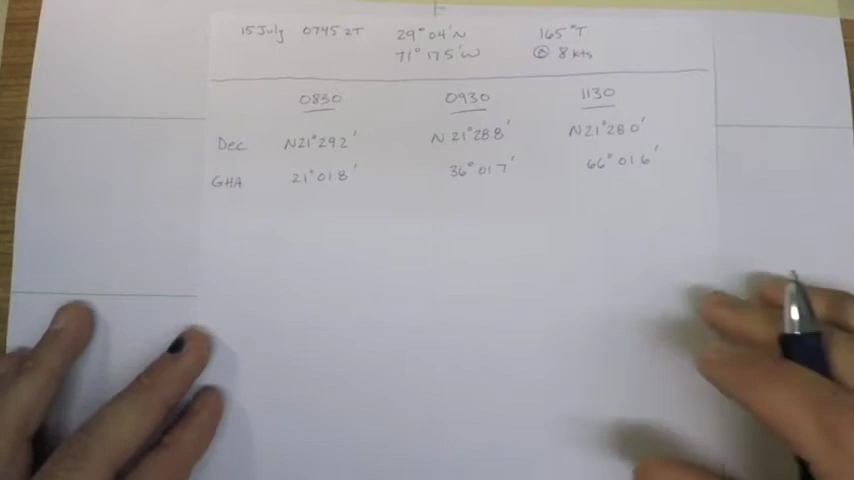 15 July 0745 ZT 29° 04'N 165°T
71° 17.5'W @ 8 kts
0830 0930 1130
Dec N21°29.2' N 21°28.8' N21°28.0'
GHA 21°01.8' 36°01.7' 66°01.6'